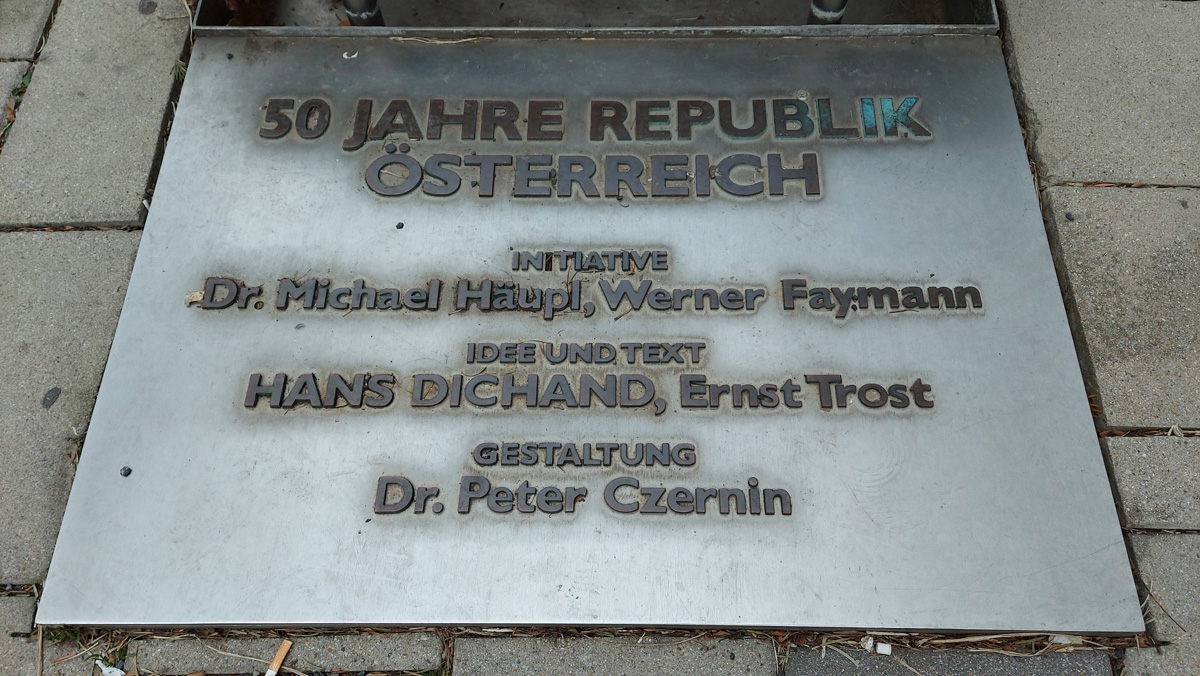 50 JAHRE REPUBLIK
ÖSTERREICH
INITIATIVE
Dr. Michael Häupl, Werner Faymann
IDEE UND TEXT
HANS DICHAND, Ernst Trost
GESTALTUNG
Dr. Peter Czernin